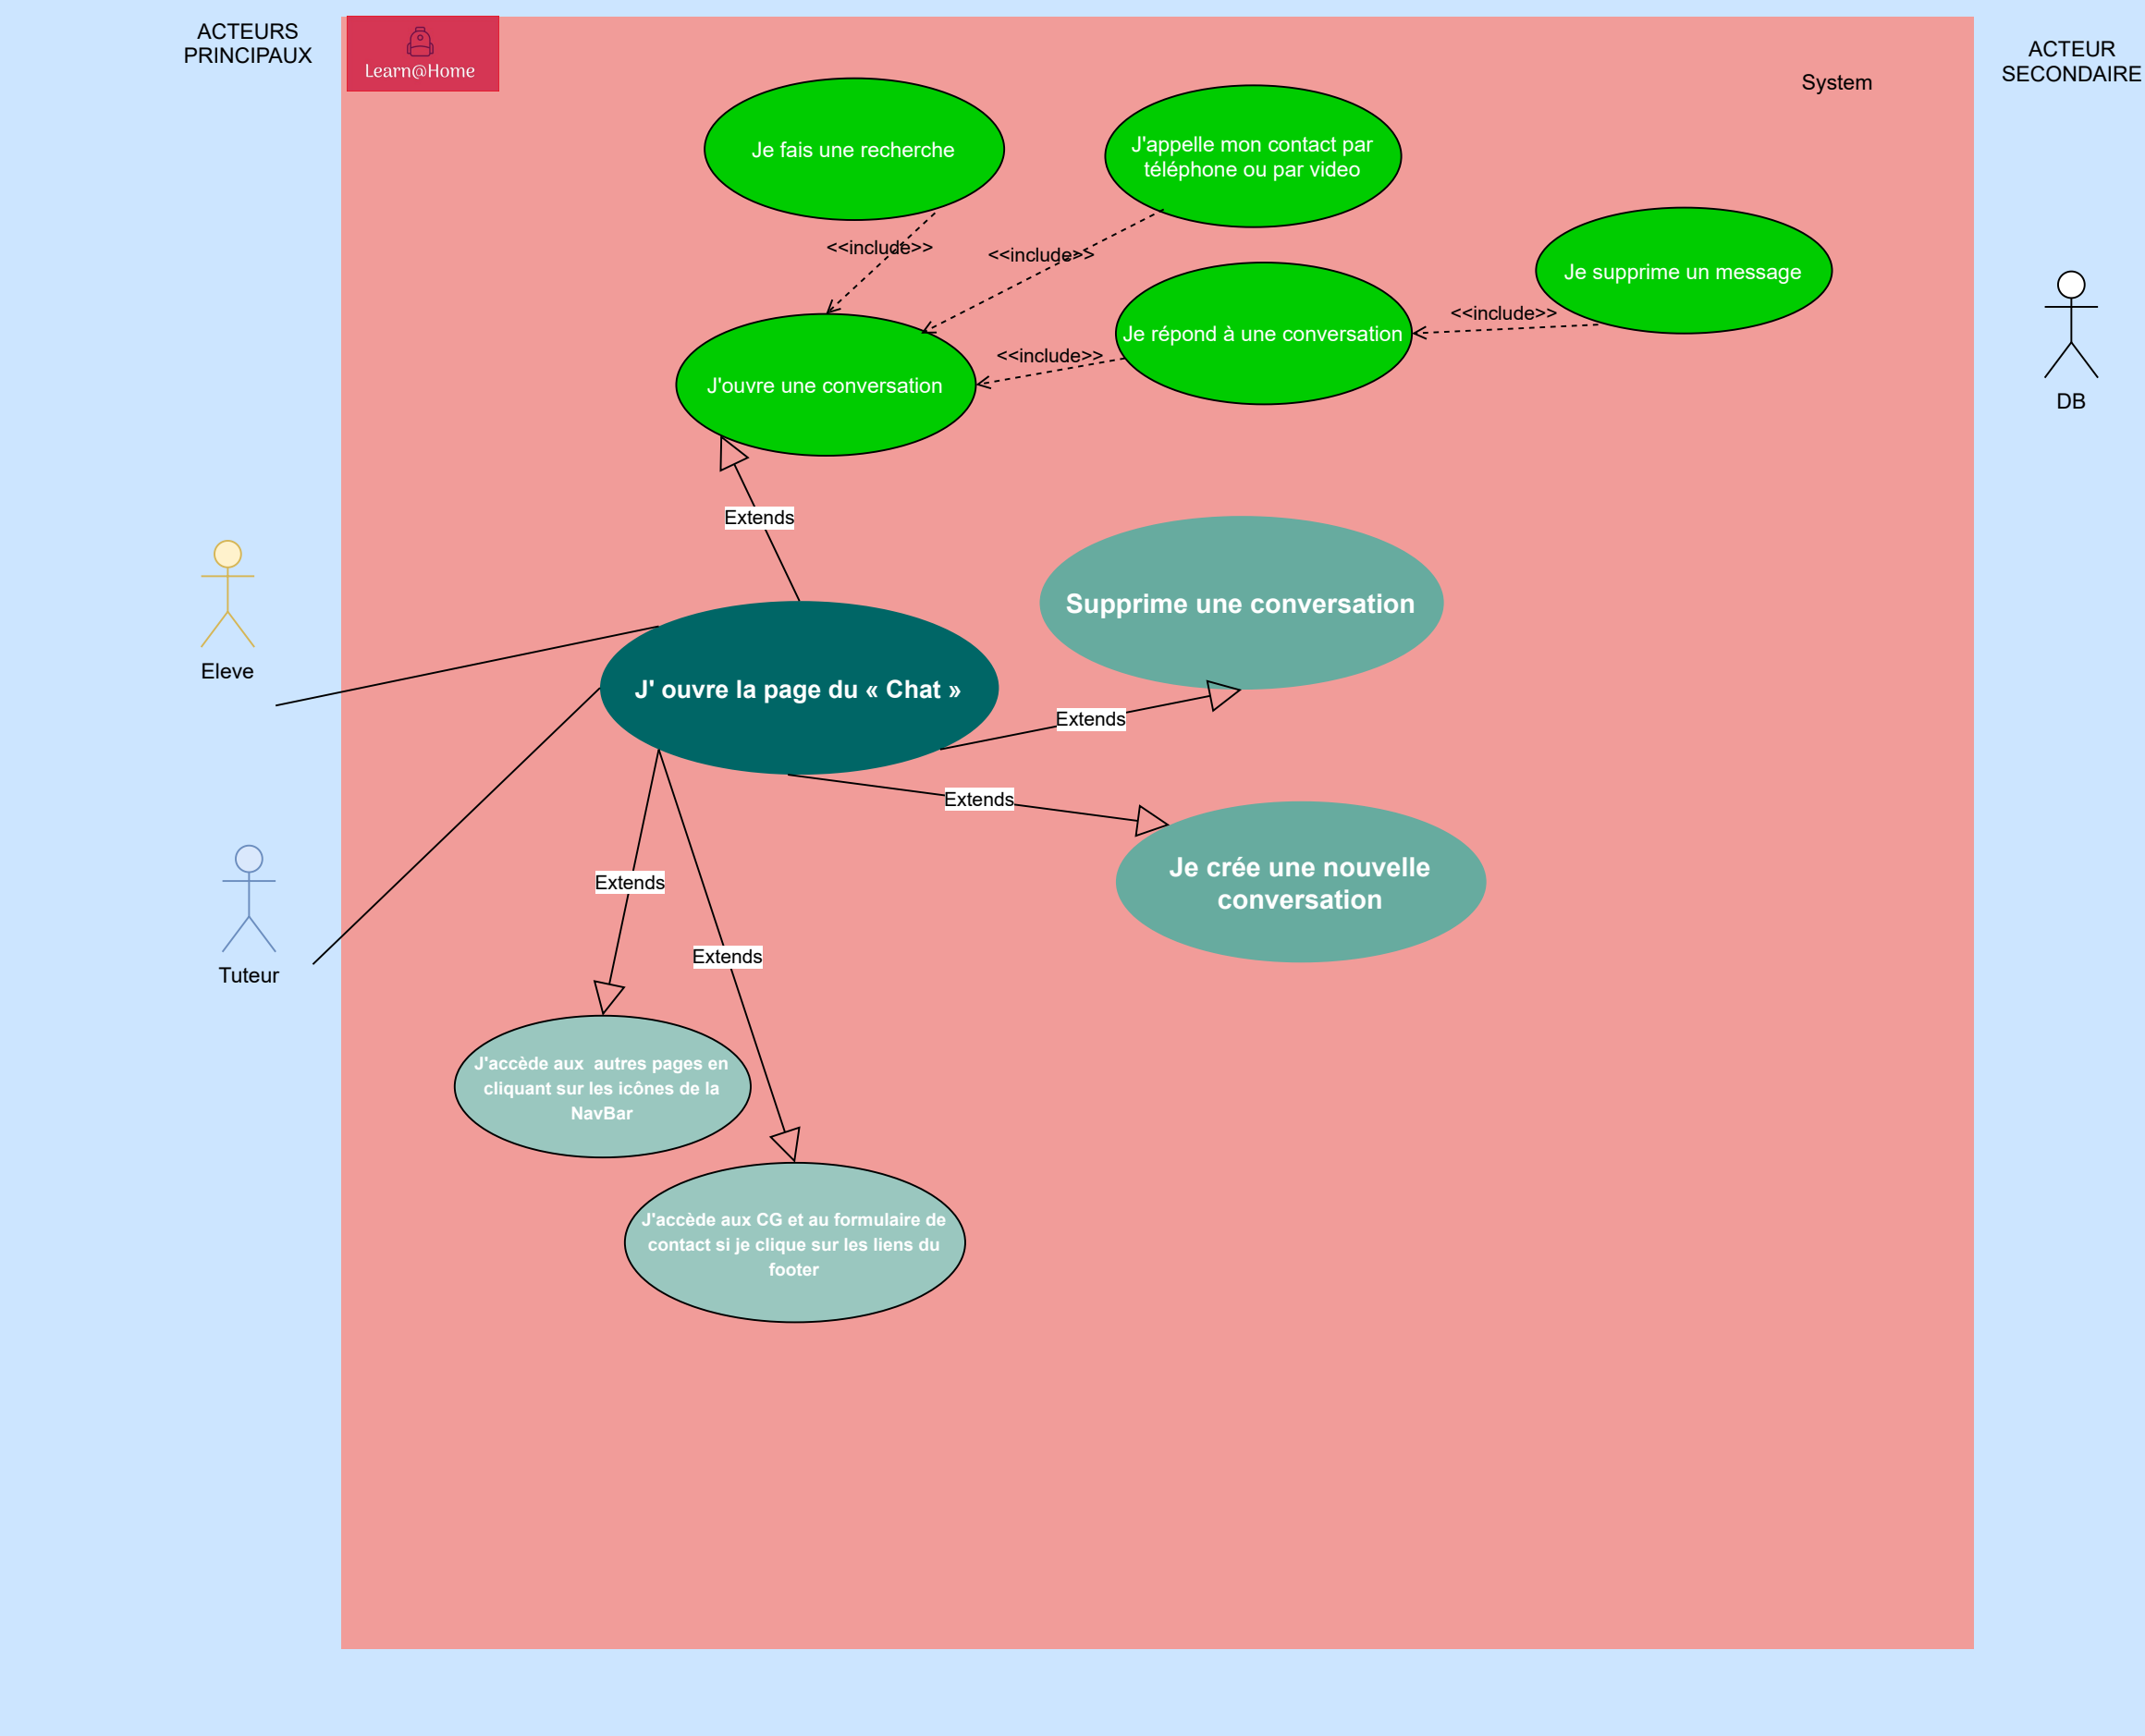 ACTEURS
PRINCIPAUX
Learn@Home
ACTEUR
SECONDAIRE
System
Je fais une recherche
J'appelle mon contact par
téléphone ou par video
<<include>>
<<include>>
Je supprime un message
<<include>>
Je répond à une conversation
<<include>>
J'ouvre une conversation
DB
Extends
Supprime une conversation
Eleve
J' ouvre la page du « Chat »
Extends
Extends
Je crée une nouvelle
conversation
Extends
Extends
Tuteur
J'accède aux  autres pages en
cliquant sur les icônes de la
NavBar
J'accède aux CG et au formulaire de
contact si je clique sur les liens du
footer